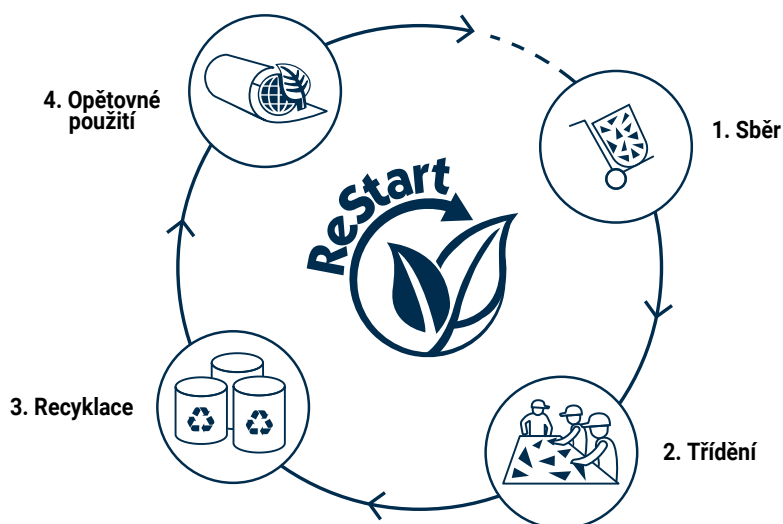 4. Opětovné
použití
1. Sběr
ReStart
3. Recyklace
2. Třídění